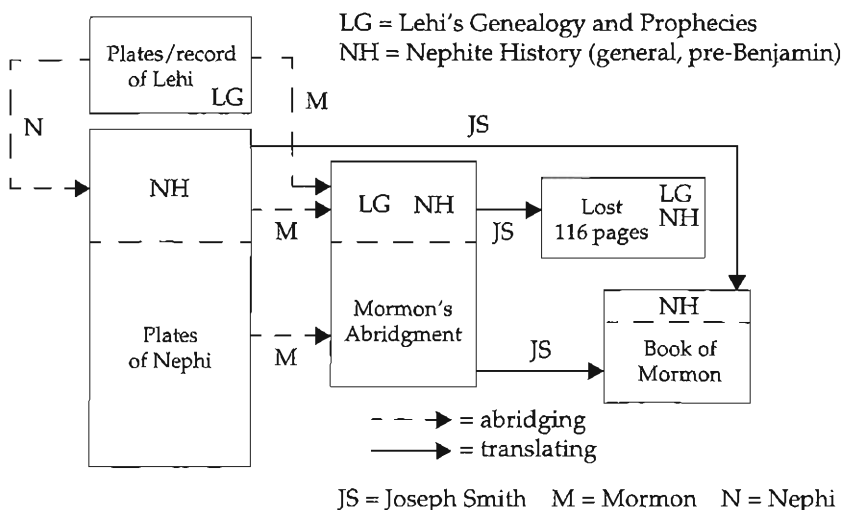 LG = Lehi's Genealogy and Prophecies
NH = Nephite History (general, pre-Benjamin)
Plates/record
of Lehi
LG
N
M
JS
NH
M
LG NH
JS
Lost
116 pages
LG
NH
Plates
of Nephi
M
Mormon's
Abridgment
JS
NH
Book of
Mormon
= abridging
= translating
JS = Joseph Smith M = Mormon N = Nephi